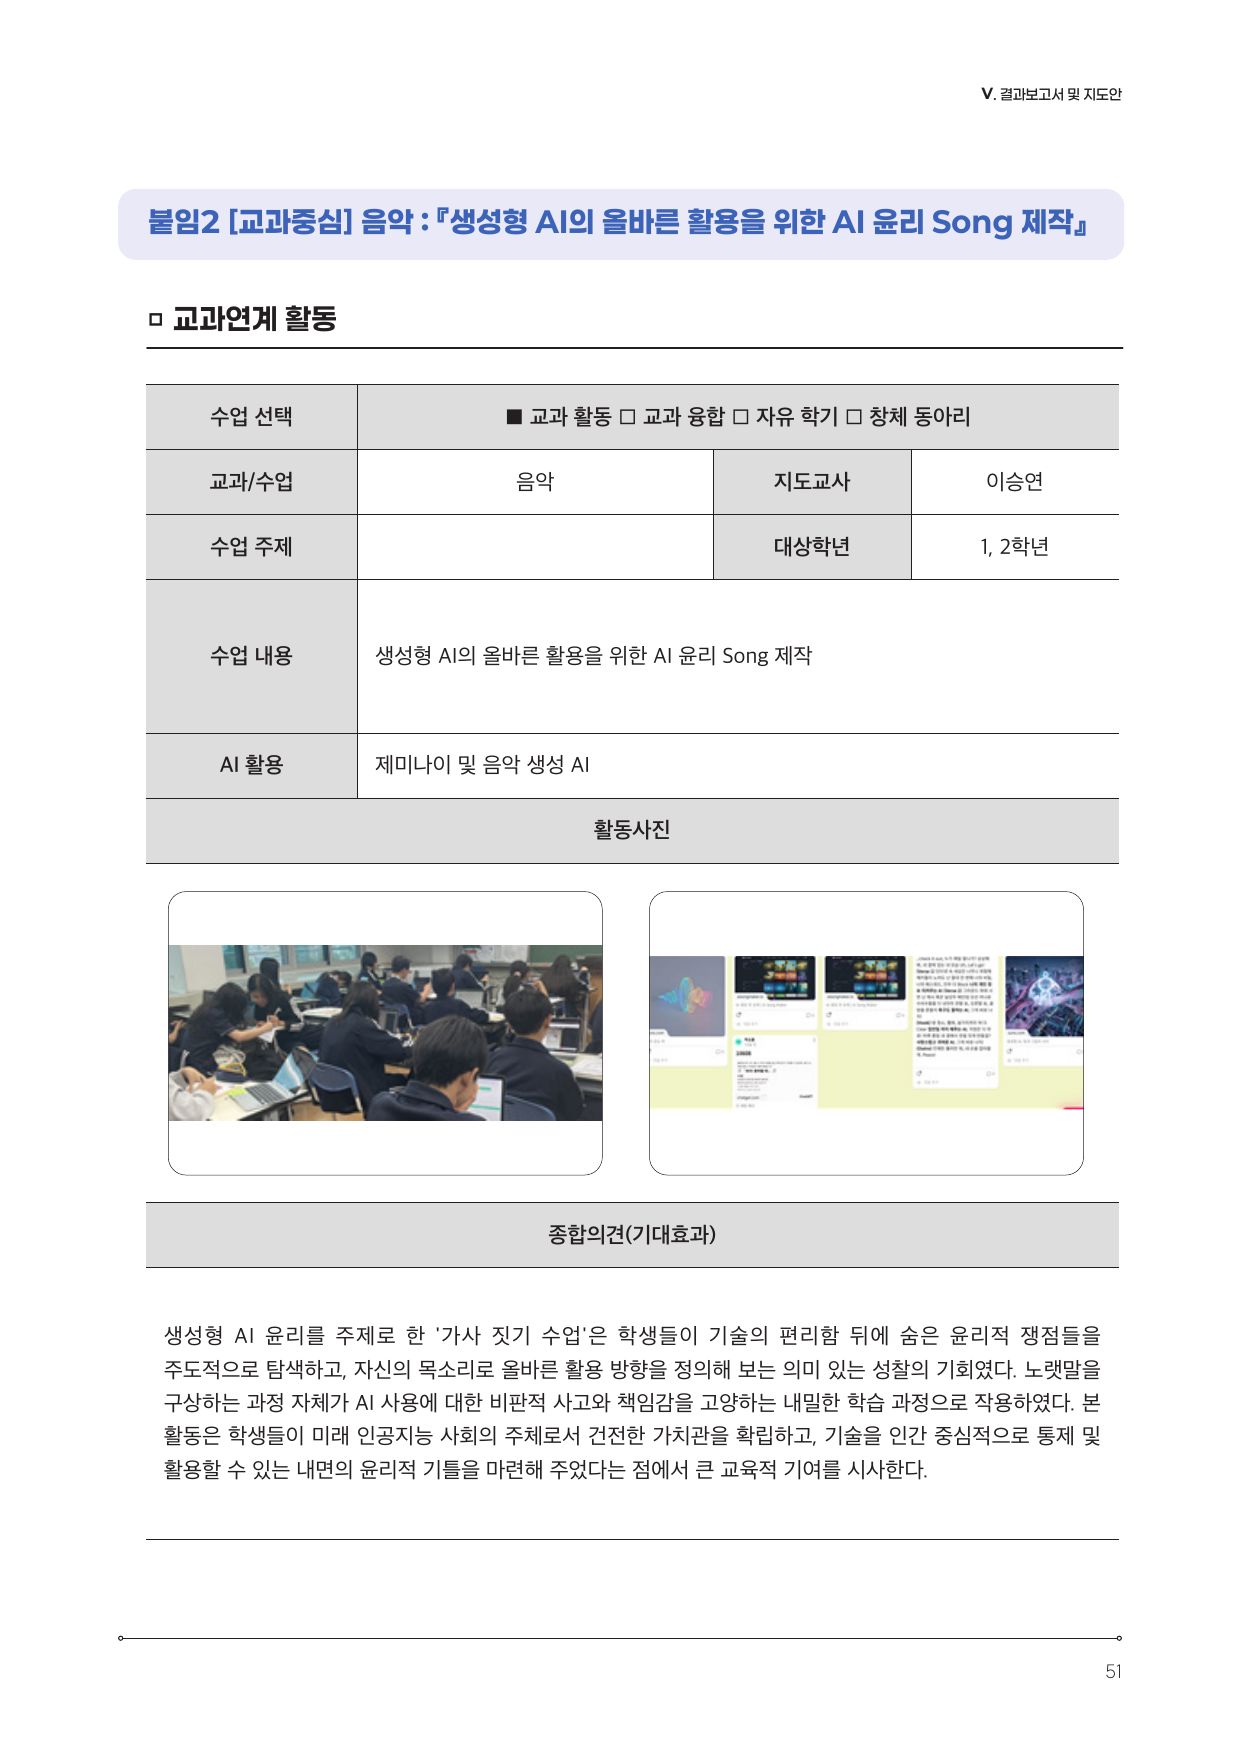 Ⅴ. 결과보고서 및 지도안
붙임2 [교과중심] 음악 : 『생성형 AI의 올바른 활용을 위한 AI 윤리 Song 제작』
ㅁ 교과연계 활동
수업 선택
■ 교과 활동 □ 교과 융합 □ 자유 학기 □ 창체 동아리
교과/수업
음악
지도교사
이승연
수업 주제
대상학년
1, 2학년
수업 내용
생성형 AI의 올바른 활용을 위한 AI 윤리 Song 제작
AI 활용
제미나이 및 음악 생성 AI
활동사진
종합의견(기대효과)
생성형 AI 윤리를 주제로 한 '가사 짓기 수업'은 학생들이 기술의 편리함 뒤에 숨은 윤리적 쟁점들을
주도적으로 탐색하고, 자신의 목소리로 올바른 활용 방향을 정의해 보는 의미 있는 성찰의 기회였다. 노랫말을
구상하는 과정 자체가 AI 사용에 대한 비판적 사고와 책임감을 고양하는 내밀한 학습 과정으로 작용하였다. 본
활동은 학생들이 미래 인공지능 사회의 주체로서 건전한 가치관을 확립하고, 기술을 인간 중심적으로 통제 및
활용할 수 있는 내면의 윤리적 기틀을 마련해 주었다는 점에서 큰 교육적 기여를 시사한다.
51